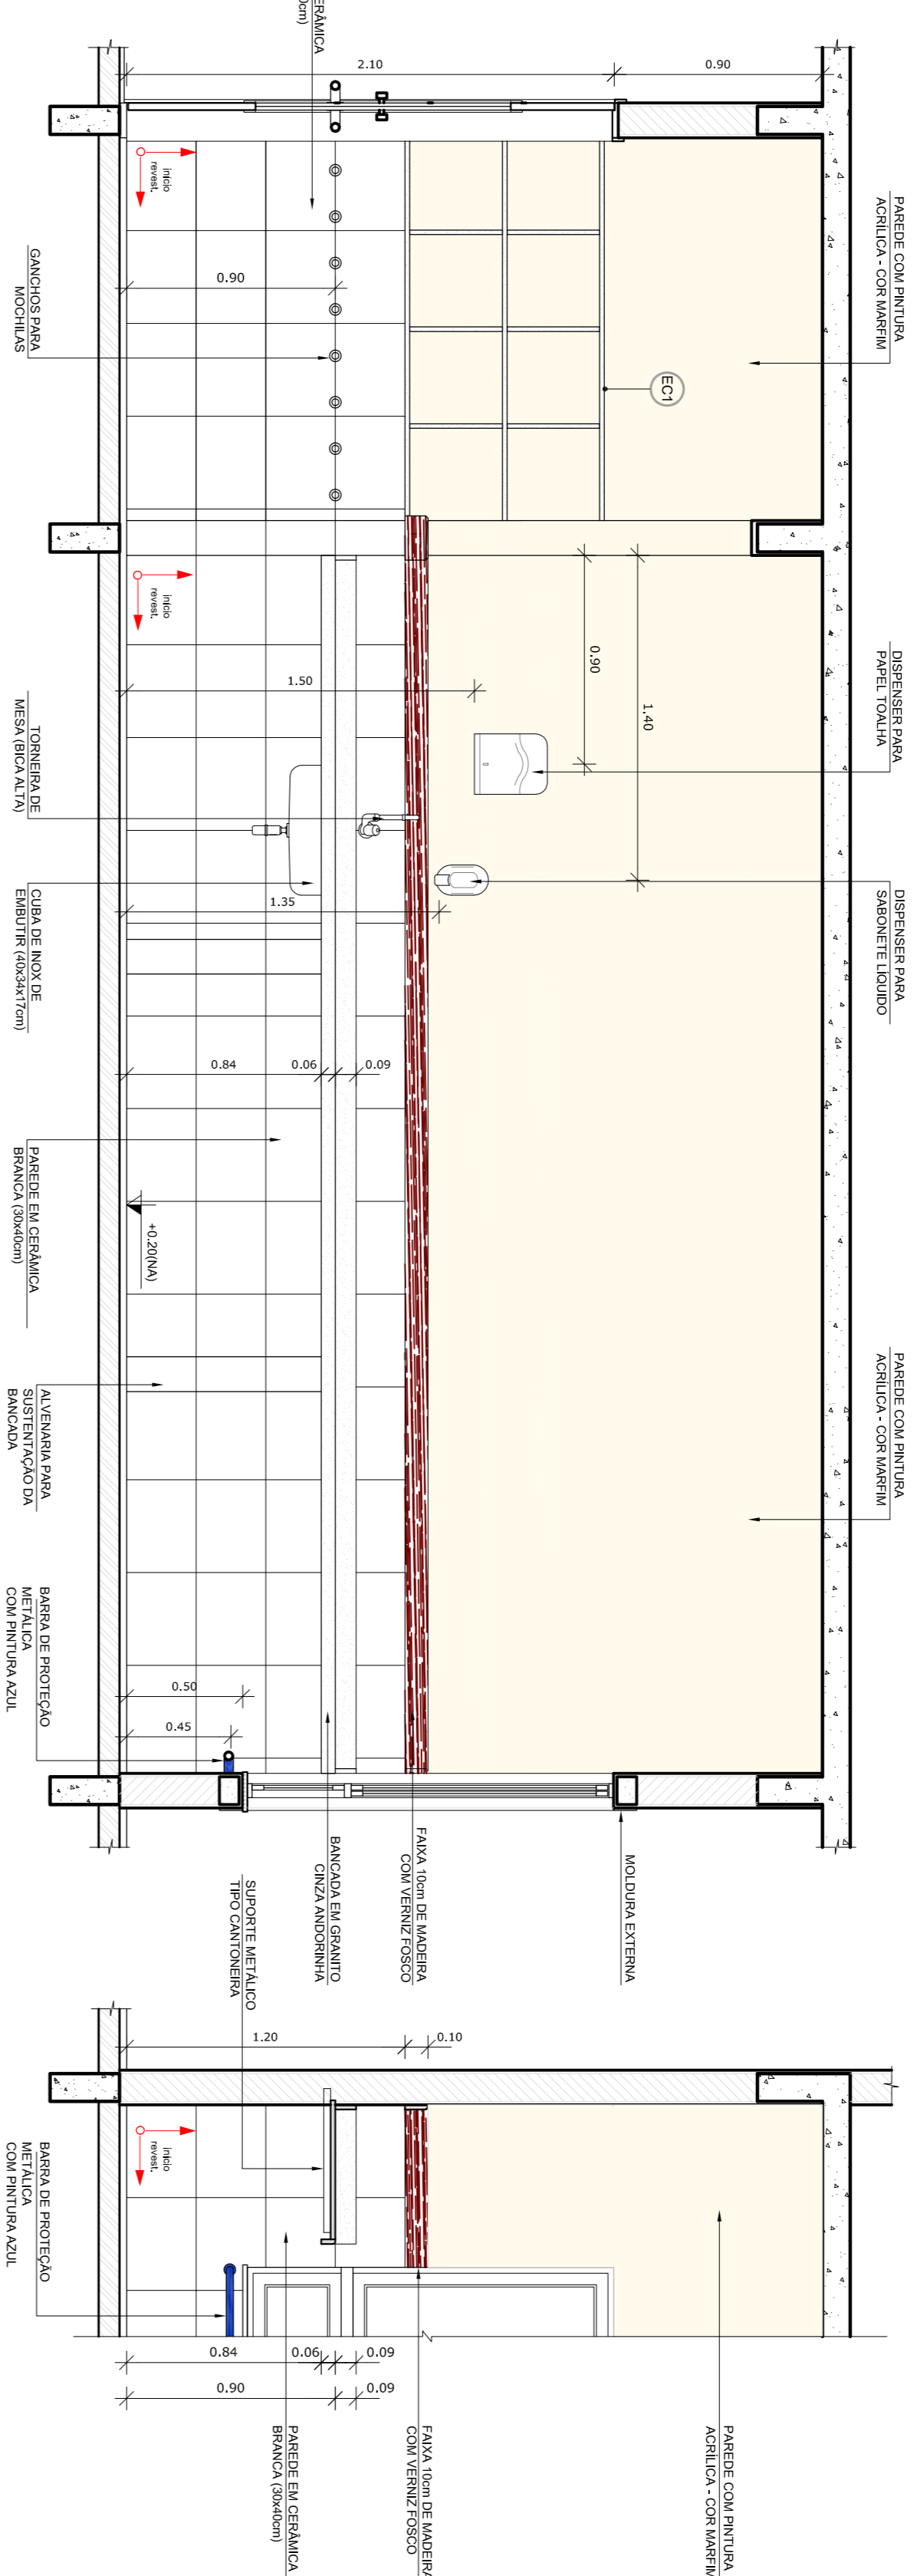 ERÂMICA
0cm)
2.10
0.90
PAREDE COM PINTURA
ACRÍLICA - COR MARFIM
início
revest.
0.90
GANCHOS PARA
MOCHILAS
EC1
início
revest.
DISPENSER PARA
PAPEL TOALHA
0.90
1.40
1.50
TORNEIRA DE
MESA (BICA ALTA)
DISPENSER PARA
SABONETE LÍQUIDO
1.35
CUBA DE INOX DE
EMBUTIR (40x34x17cm)
0.84
0.06
0.09
PAREDE EM CERÂMICA
BRANCA (30x40cm)
+0.20(NA)
PAREDE COM PINTURA
ACRÍLICA - COR MARFIM
ALVENARIA PARA
SUSTENTAÇÃO DA
BANCADA
0.50
0.45
BARRA DE PROTEÇÃO
METÁLICA
COM PINTURA AZUL
MOLDURA EXTERNA
FAIXA 10cm DE MADEIRA
COM VERNIZ FOSCO
BANCADA EM GRANITO
CINZA ANDORINHA
SUPORTE METÁLICO
TIPO CANTONEIRA
1.20
0.10
início
revest.
BARRA DE PROTEÇÃO
METÁLICA
COM PINTURA AZUL
0.84
0.06
0.09
0.90
0.09
PAREDE COM PINTURA
ACRÍLICA - COR MARFIM
FAIXA 10cm DE MADEIRA
COM VERNIZ FOSCO
PAREDE EM CERÂMICA
BRANCA (30x40cm)